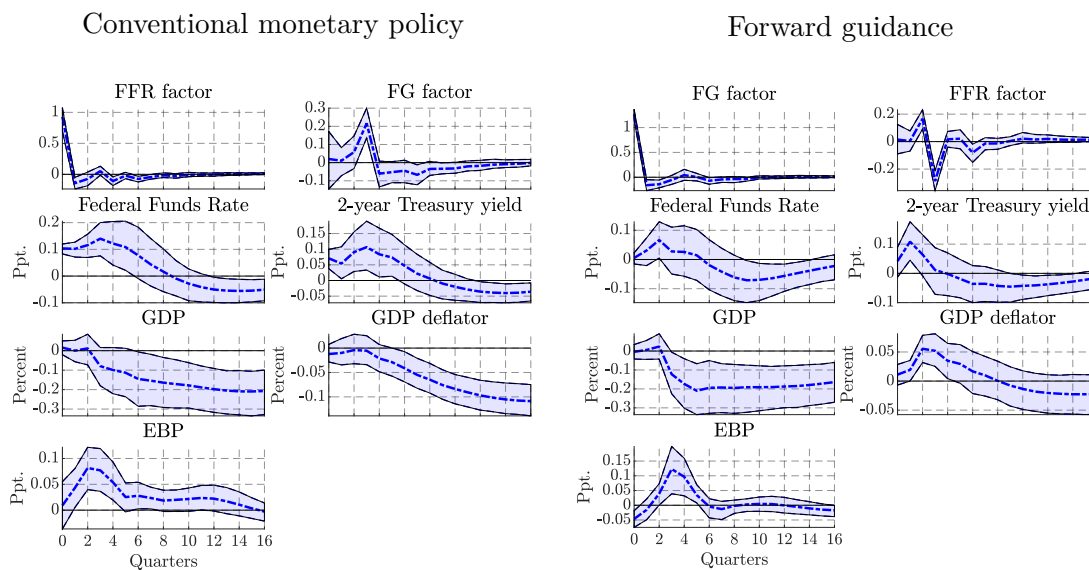 Conventional monetary policy
Forward guidance
FFR factor
FG factor
FG factor
FFR factor
1
0.5
0
0.3
0.2
0.1
0
-0.1
1
0.5
0
0.2
0
-0.2
Federal Funds Rate
2-year Treasury yield
Federal Funds Rate
2-year Treasury yield
Ppt.
0.2
0.1
0
-0.1
0.15
0.1
0.05
0
-0.05
Ppt.
0.1
0
-0.1
0.1
0
-0.1
GDP
GDP deflator
GDP
GDP deflator
Percent
0
-0.1
-0.2
-0.3
0
-0.05
-0.1
Percent
0
-0.1
-0.2
-0.3
0.05
0
-0.05
EBP
EBP
Ppt.
0.1
0.05
0
Ppt.
0.15
0.1
0.05
0
-0.05
0 2 4 6 8 10 12 14 16
0 2 4 6 8 10 12 14 16
Quarters
Quarters